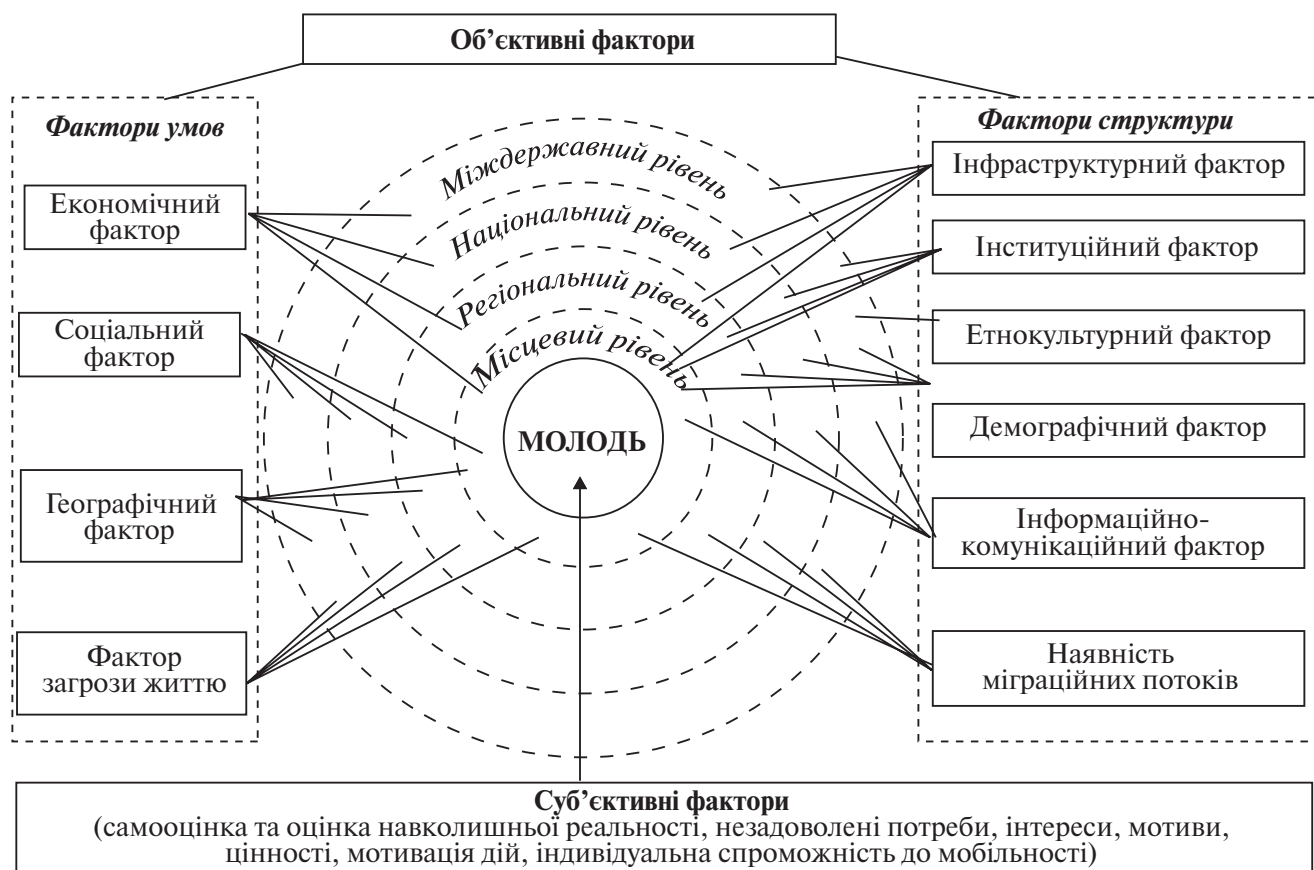 Об’єктивні фактори
Фактори умов
Економічний
фактор
Соціальний
фактор
Географічний
фактор
Фактор
загрози життю
Міждержавний рівень
Національний рівень
Регіональний рівень
Місцевий рівень
МОЛОДЬ
Фактори структури
Інфраструктурний фактор
Інституційний фактор
Етнокультурний фактор
Демографічний фактор
Інформаційно-
комунікаційний фактор
Наявність
міграційних потоків
Суб’єктивні фактори
(самооцінка та оцінка навколишньої реальності, незадоволені потреби, інтереси, мотиви,
цінності, мотивація дій, індивідуальна спроможність до мобільності)